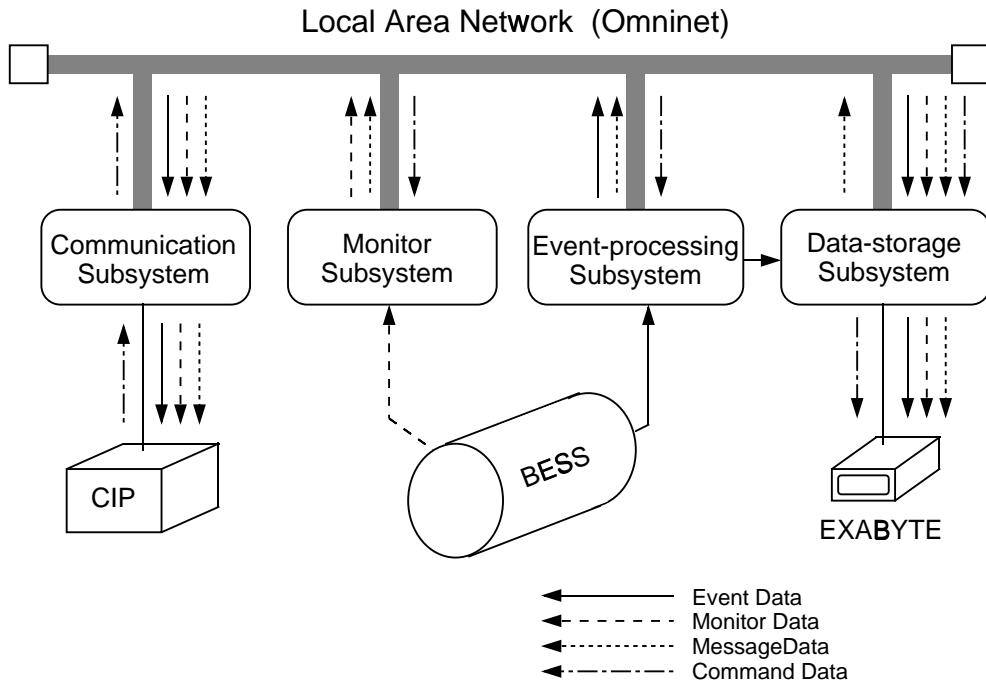 Local Area Network (Omninet)
Communication
Subsystem
Monitor
Subsystem
Event-processing
Subsystem
Data-storage
Subsystem
CIP
BESS
EXABYTE
Event Data
Monitor Data
MessageData
Command Data